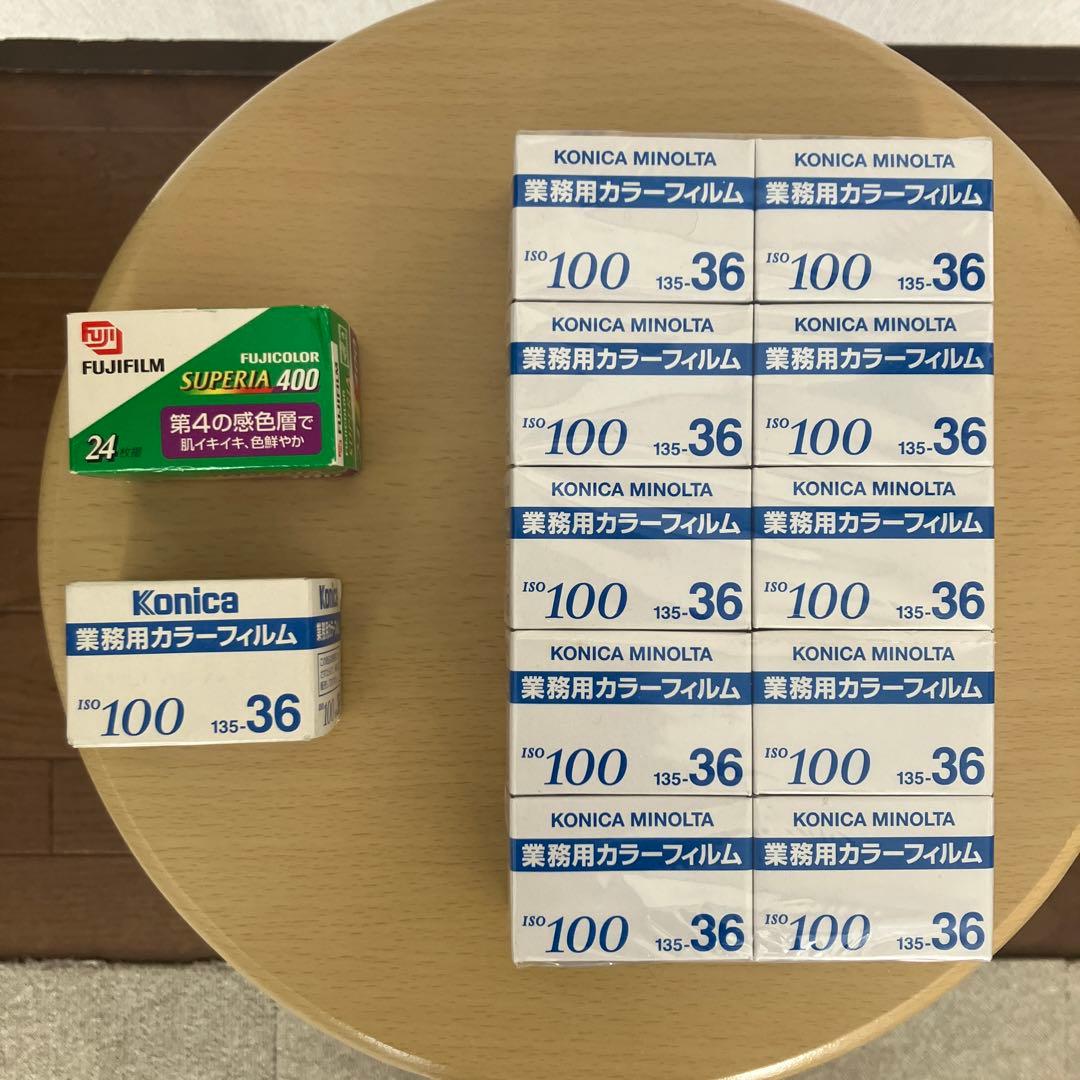 FUJI
FUJIFILM
FUJICOLOR
SUPERIA 400
第4の感色層で
肌イキイキ、色鮮やか
24枚撮
Konica
業務用カラーフィルム
ISO 100 135-36
Konica
KONICA MINOLTA
業務用カラーフィルム
ISO 100 135-36
KONICA MINOLTA
業務用カラーフィルム
ISO 100 135-36
KONICA MINOLTA
業務用カラーフィルム
ISO 100 135-36
KONICA MINOLTA
業務用カラーフィルム
ISO 100 135-36
KONICA MINOLTA
業務用カラーフィルム
ISO 100 135-36
KONICA MINOLTA
業務用カラーフィルム
ISO 100 135-36
KONICA MINOLTA
業務用カラーフィルム
ISO 100 135-36
KONICA MINOLTA
業務用カラーフィルム
ISO 100 135-36
KONICA MINOLTA
業務用カラーフィルム
ISO 100 135-36
KONICA MINOLTA
業務用カラーフィルム
ISO 100 135-36